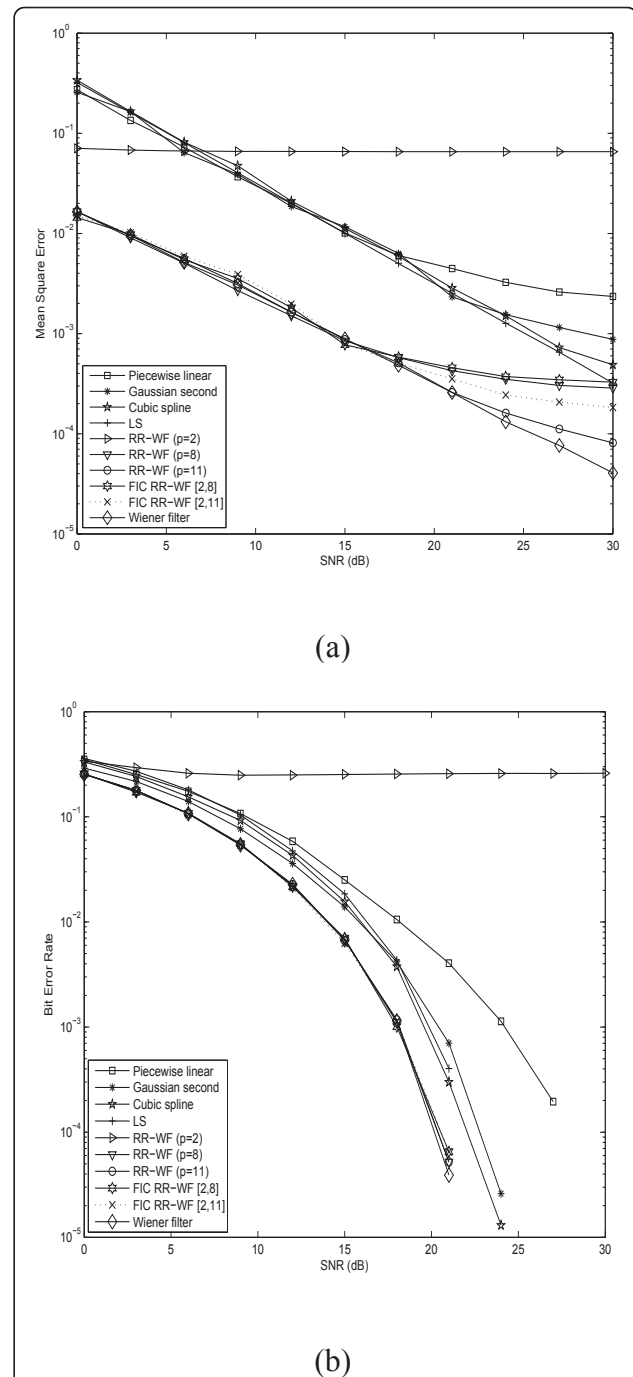 10^0
10^-1
10^-2
10^-3
10^-4
10^-5
Mean Square Error
Piecewise linear
Gaussian second
Cubic spline
LS
RR−WF (p=2)
RR−WF (p=8)
RR−WF (p=11)
FIC RR−WF [2,8]
FIC RR−WF [2,11]
Wiener filter
0 5 10 15 20 25 30
SNR (dB)
(a)
10^0
10^-1
10^-2
10^-3
10^-4
10^-5
Bit Error Rate
Piecewise linear
Gaussian second
Cubic spline
LS
RR−WF (p=2)
RR−WF (p=8)
RR−WF (p=11)
FIC RR−WF [2,8]
FIC RR−WF [2,11]
Wiener filter
0 5 10 15 20 25 30
SNR (dB)
(b)